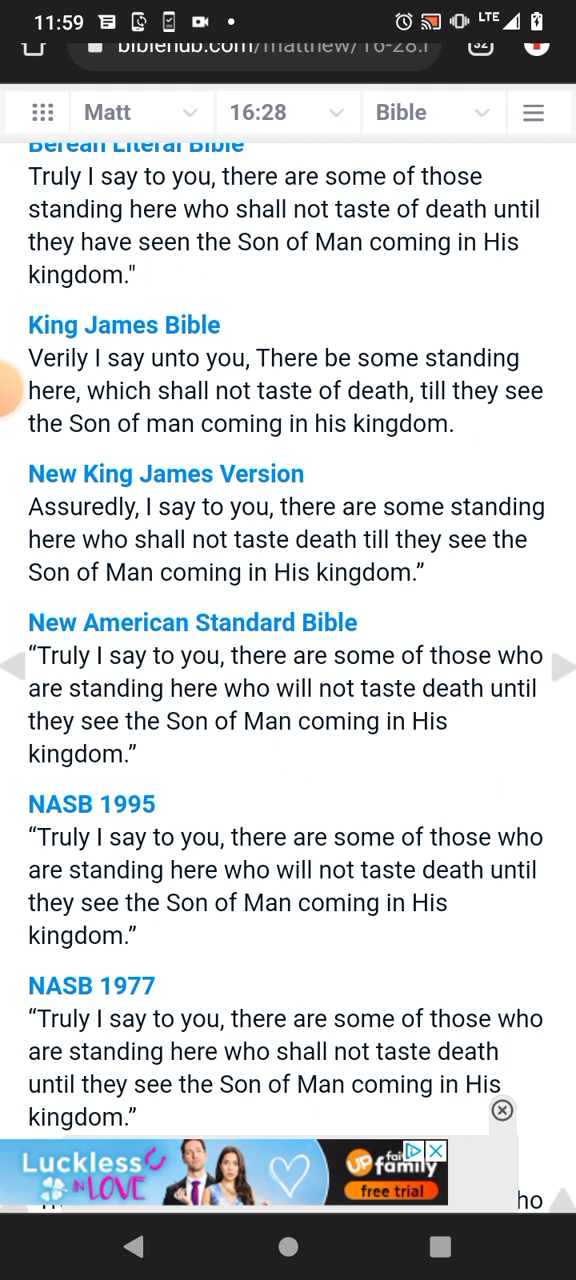 11:59 LTE
biblehub.com/matthew/16-28.
Matt 16:28 Bible
Berean Literal Bible
Truly I say to you, there are some of those
standing here who shall not taste of death until
they have seen the Son of Man coming in His
kingdom."
King James Bible
Verily I say unto you, There be some standing
here, which shall not taste of death, till they see
the Son of man coming in his kingdom.
New King James Version
Assuredly, I say to you, there are some standing
here who shall not taste death till they see the
Son of Man coming in His kingdom.”
New American Standard Bible
“Truly I say to you, there are some of those who
are standing here who will not taste death until
they see the Son of Man coming in His
kingdom.”
NASB 1995
“Truly I say to you, there are some of those who
are standing here who will not taste death until
they see the Son of Man coming in His
kingdom.”
NASB 1977
“Truly I say to you, there are some of those who
are standing here who shall not taste death
until they see the Son of Man coming in His
kingdom.”
Luckless
IN LOVE
UP
family
free trial
ho